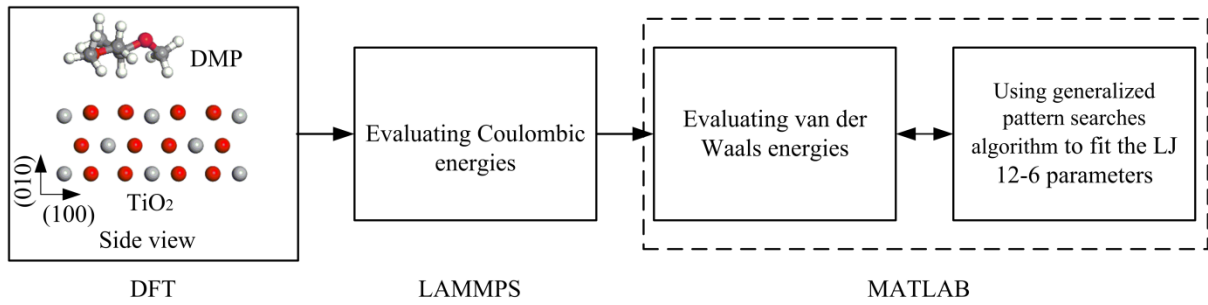 DMP
(010)
(100)
TiO₂
Side view
DFT
Evaluating Coulombic
energies
LAMMPS
Evaluating van der
Waals energies
Using generalized
pattern searches
algorithm to fit the LJ
12-6 parameters
MATLAB